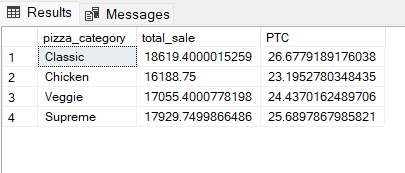 Results Messages
pizza_category total_sale PTC
1 Classic 18619.4000015259 26.6779189176038
2 Chicken 16188.75 23.1952780348435
3 Veggie 17055.4000778198 24.4370162489706
4 Supreme 17929.7499866486 25.6897867985821